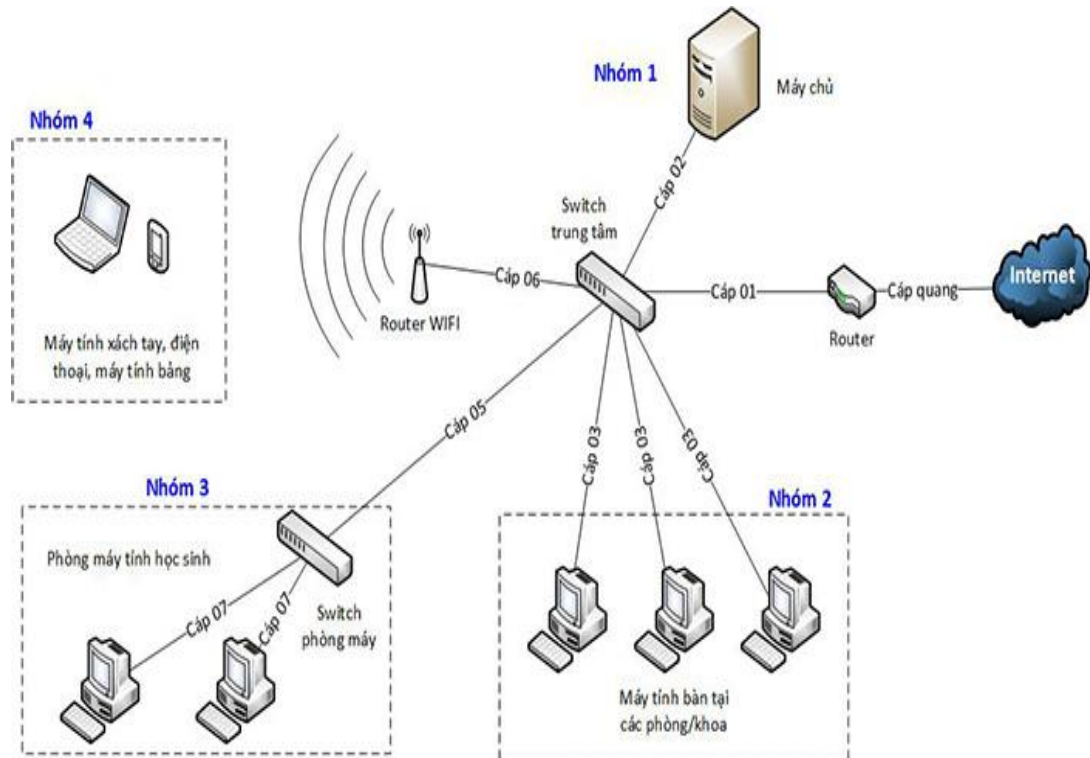 Nhóm 1
Máy chủ
Nhóm 4
Cáp 02
Switch
trung tâm
Cáp 06
Cáp 01
Cáp quang
Internet
Router WIFI
Router
Máy tính xách tay, điện
thoại, máy tính bảng
Cáp 05
Cáp 03
Cáp 03
Cáp 03
Nhóm 3
Nhóm 2
Phòng máy tính học sinh
Cáp 07
Cáp 07
Switch
phòng máy
Máy tính bàn tại
các phòng/khoa